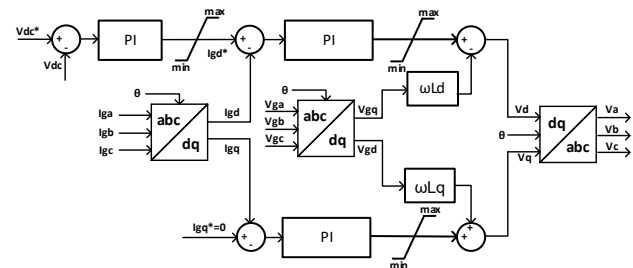 max
max
Vdc*
+
-
PI
Igd*
+
-
PI
+
-
min
min
Vdc
θ
θ
ωLd
Iga
Igb
Igc
abc
dq
Igd
Igq
Vga
Vgb
Vgc
abc
dq
Vgq
Vgd
Vd
θ
Vq
dq
abc
Va
Vb
Vc
ωLq
max
Igq*=0
+
-
PI
+
+
min